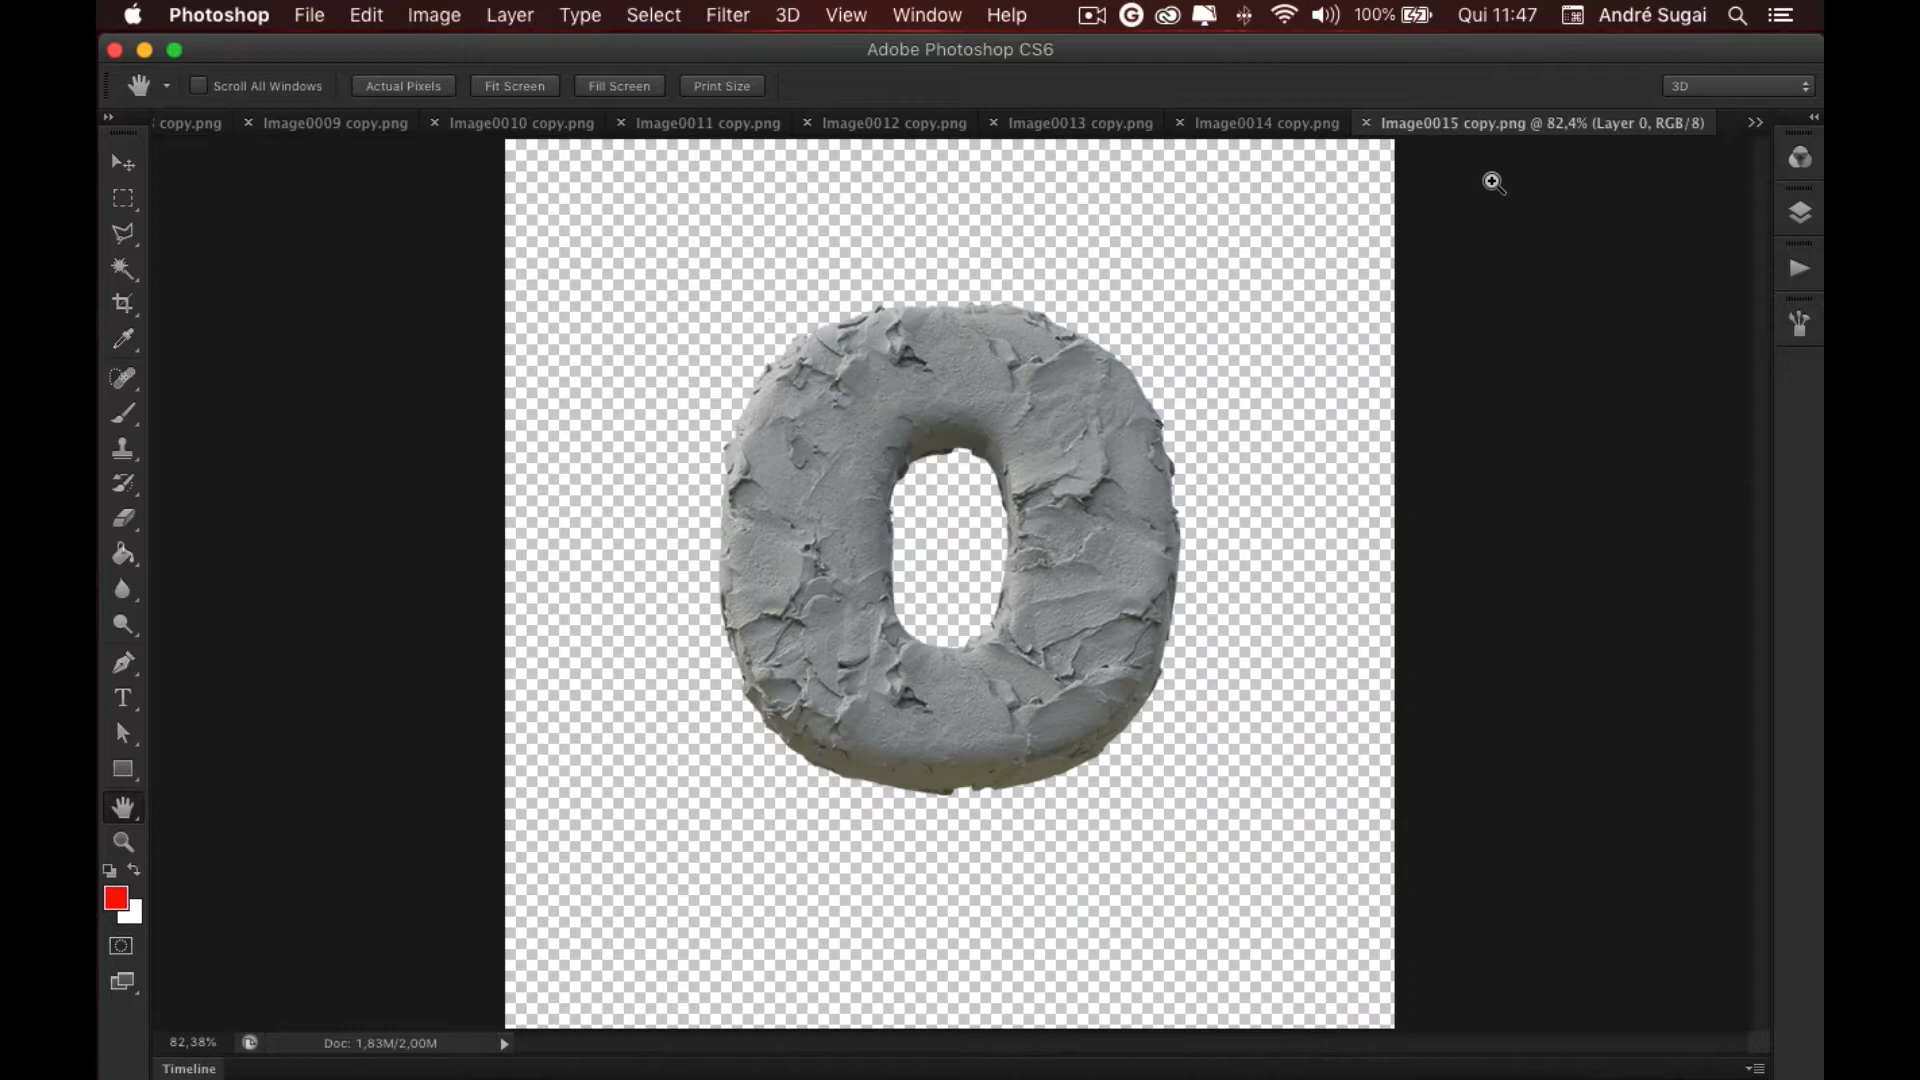 Photoshop File Edit Image Layer Type Select Filter 3D View Window Help 100% Qui 11:47 André Sugai
Adobe Photoshop CS6
Scroll All Windows Actual Pixels Fit Screen Fill Screen Print Size 3D
copy.png Image0009 copy.png Image0010 copy.png Image0011 copy.png Image0012 copy.png Image0013 copy.png Image0014 copy.png Image0015 copy.png @ 82,4% (Layer 0, RGB/8)
O
82,38% Doc: 1,83M/2,00M
Timeline